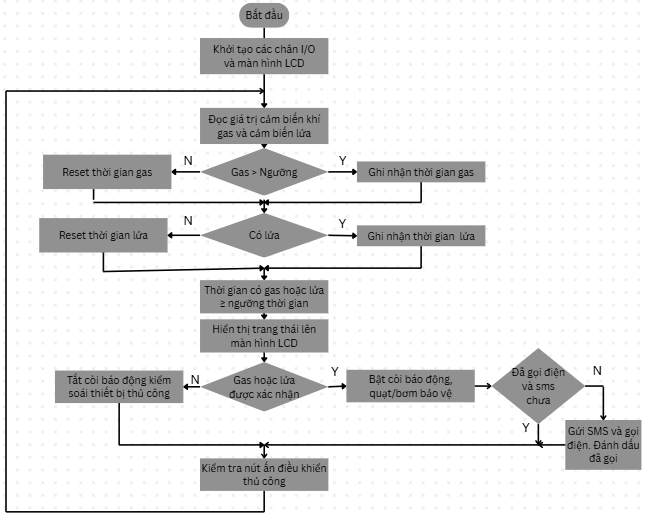 Bắt đầu
Khởi tạo các chân I/O
và màn hình LCD
Đọc giá trị cảm biến khí
gas và cảm biến lửa
N
Y
Reset thời gian gas
Gas > Ngưỡng
Ghi nhận thời gian gas
N
Y
Reset thời gian lửa
Có lửa
Ghi nhận thời gian lửa
Thời gian có gas hoặc lửa
≥ ngưỡng thời gian
Hiển thị trang thái lên
màn hình LCD
Tắt còi báo động kiểm
soái thiết bị thủ công
N
Gas hoặc lửa
được xác nhận
Y
Bật còi báo động,
quạt/bơm bảo vệ
Đã gọi điện
và sms
chưa
N
Y
Gửi SMS và gọi
điện. Đánh dấu
đã gọi
Kiểm tra nút ấn điều khiển
thủ công